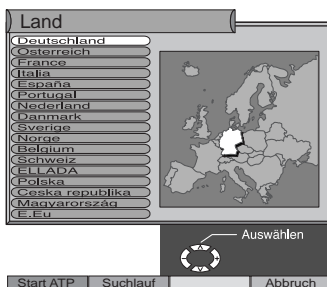 Land
Deutschland
Österreich
France
Italia
España
Portugal
Nederland
Danmark
Sverige
Norge
Belgium
Schweiz
ELLADA
Polska
Ceska republika
Magyarország
E.Eu
Auswählen
Start ATP Suchlauf Abbruch